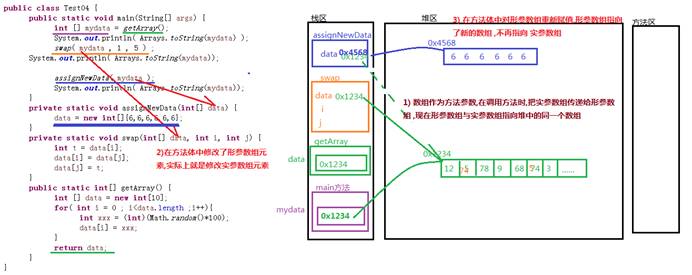 public class Test04 {
public static void main(String[] args) {
int [] mydata = getArray();
System.out.println( Arrays.toString(mydata) );
swap( mydata , 1 , 5 ) ;
System.out.println( Arrays.toString(mydata) );
assignNewData( mydata );
System.out.println( Arrays.toString(mydata) );
}
private static void assignNewData(int[] data) {
data = new int[]{6,6,6,6,6,6};
}
private static void swap(int[] data, int i, int j) {
int t = data[i];
data[i] = data[j];
data[j] = t;
}
public static int[] getArray() {
int [] data = new int[10];
for( int i = 0 ; i<data.length ;i++){
int xxx = (int)(Math.random()*100);
data[i] = xxx;
}
return data;
}
}
2)在方法体中修改了形参数组元
素,实际上就是修改实参数组元素
栈区
assignNewData
data
0x4568
swap
data
0x1234
i
j
getArray
data
0x1234
main方法
mydata
0x1234
堆区
3) 在方法体中对形参数组重新赋值,形参数组指向
了新的数组 ,不再指向 实参数组
0x4568
6 6 6 6 6 6
1) 数组作为方法参数,在调用方法时,把实参数组传递给形参数
组 ,现在形参数组与实参数组指向堆中的同一个数组
0x1234
12
78 9 68
3 ......
方法区